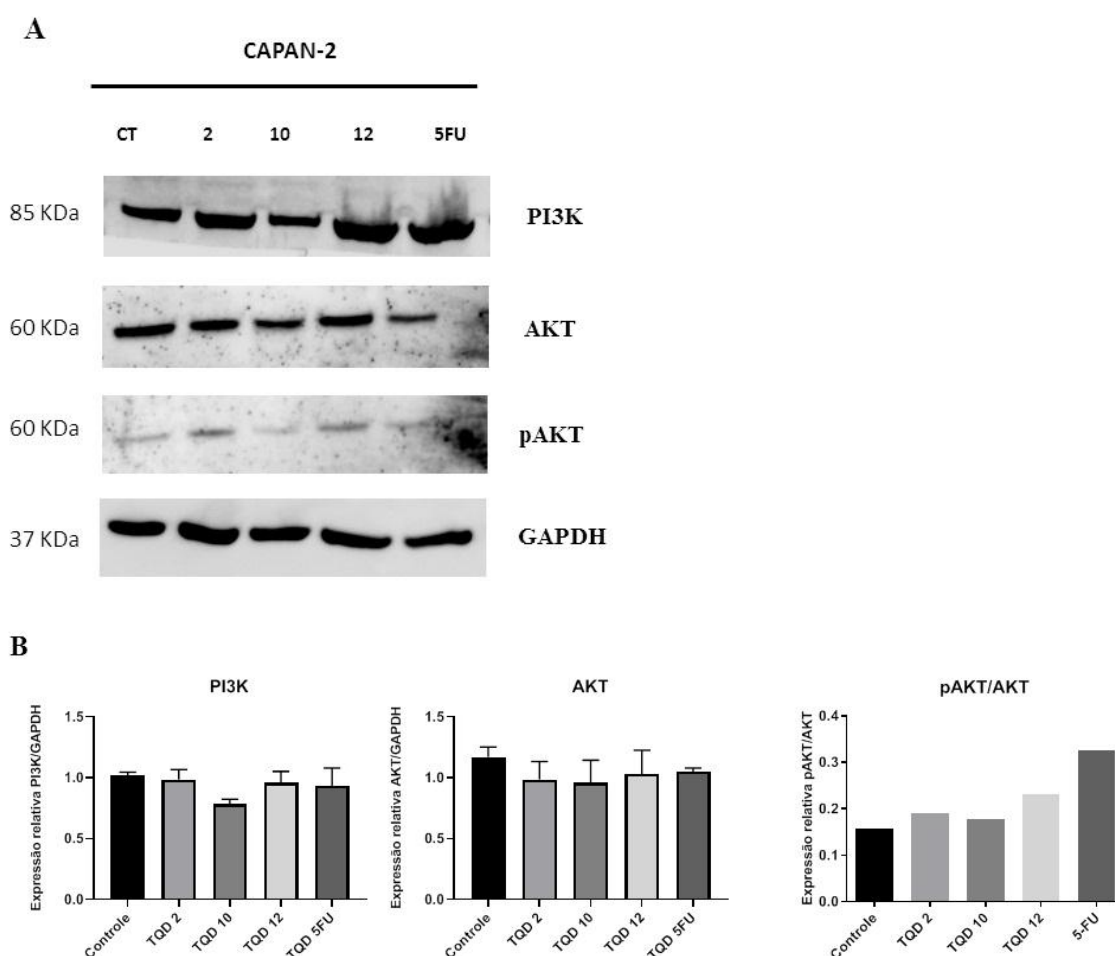 A
CAPAN-2
CT 2 10 12 5FU
85 KDa PI3K
60 KDa AKT
60 KDa pAKT
37 KDa GAPDH
B
PI3K
Expressão relativa PI3K/GAPDH
1.5
1.0
0.5
0.0
Controle
TQD 2
TQD 10
TQD 12
TQD 5FU
AKT
Expressão relativa AKT/GAPDH
1.5
1.0
0.5
0.0
Controle
TQD 2
TQD 10
TQD 12
TQD 5FU
pAKT/AKT
Expressão relativa pAKT/AKT
0.4
0.3
0.2
0.1
0.0
Controle
TQD 2
TQD 10
TQD 12
5-FU